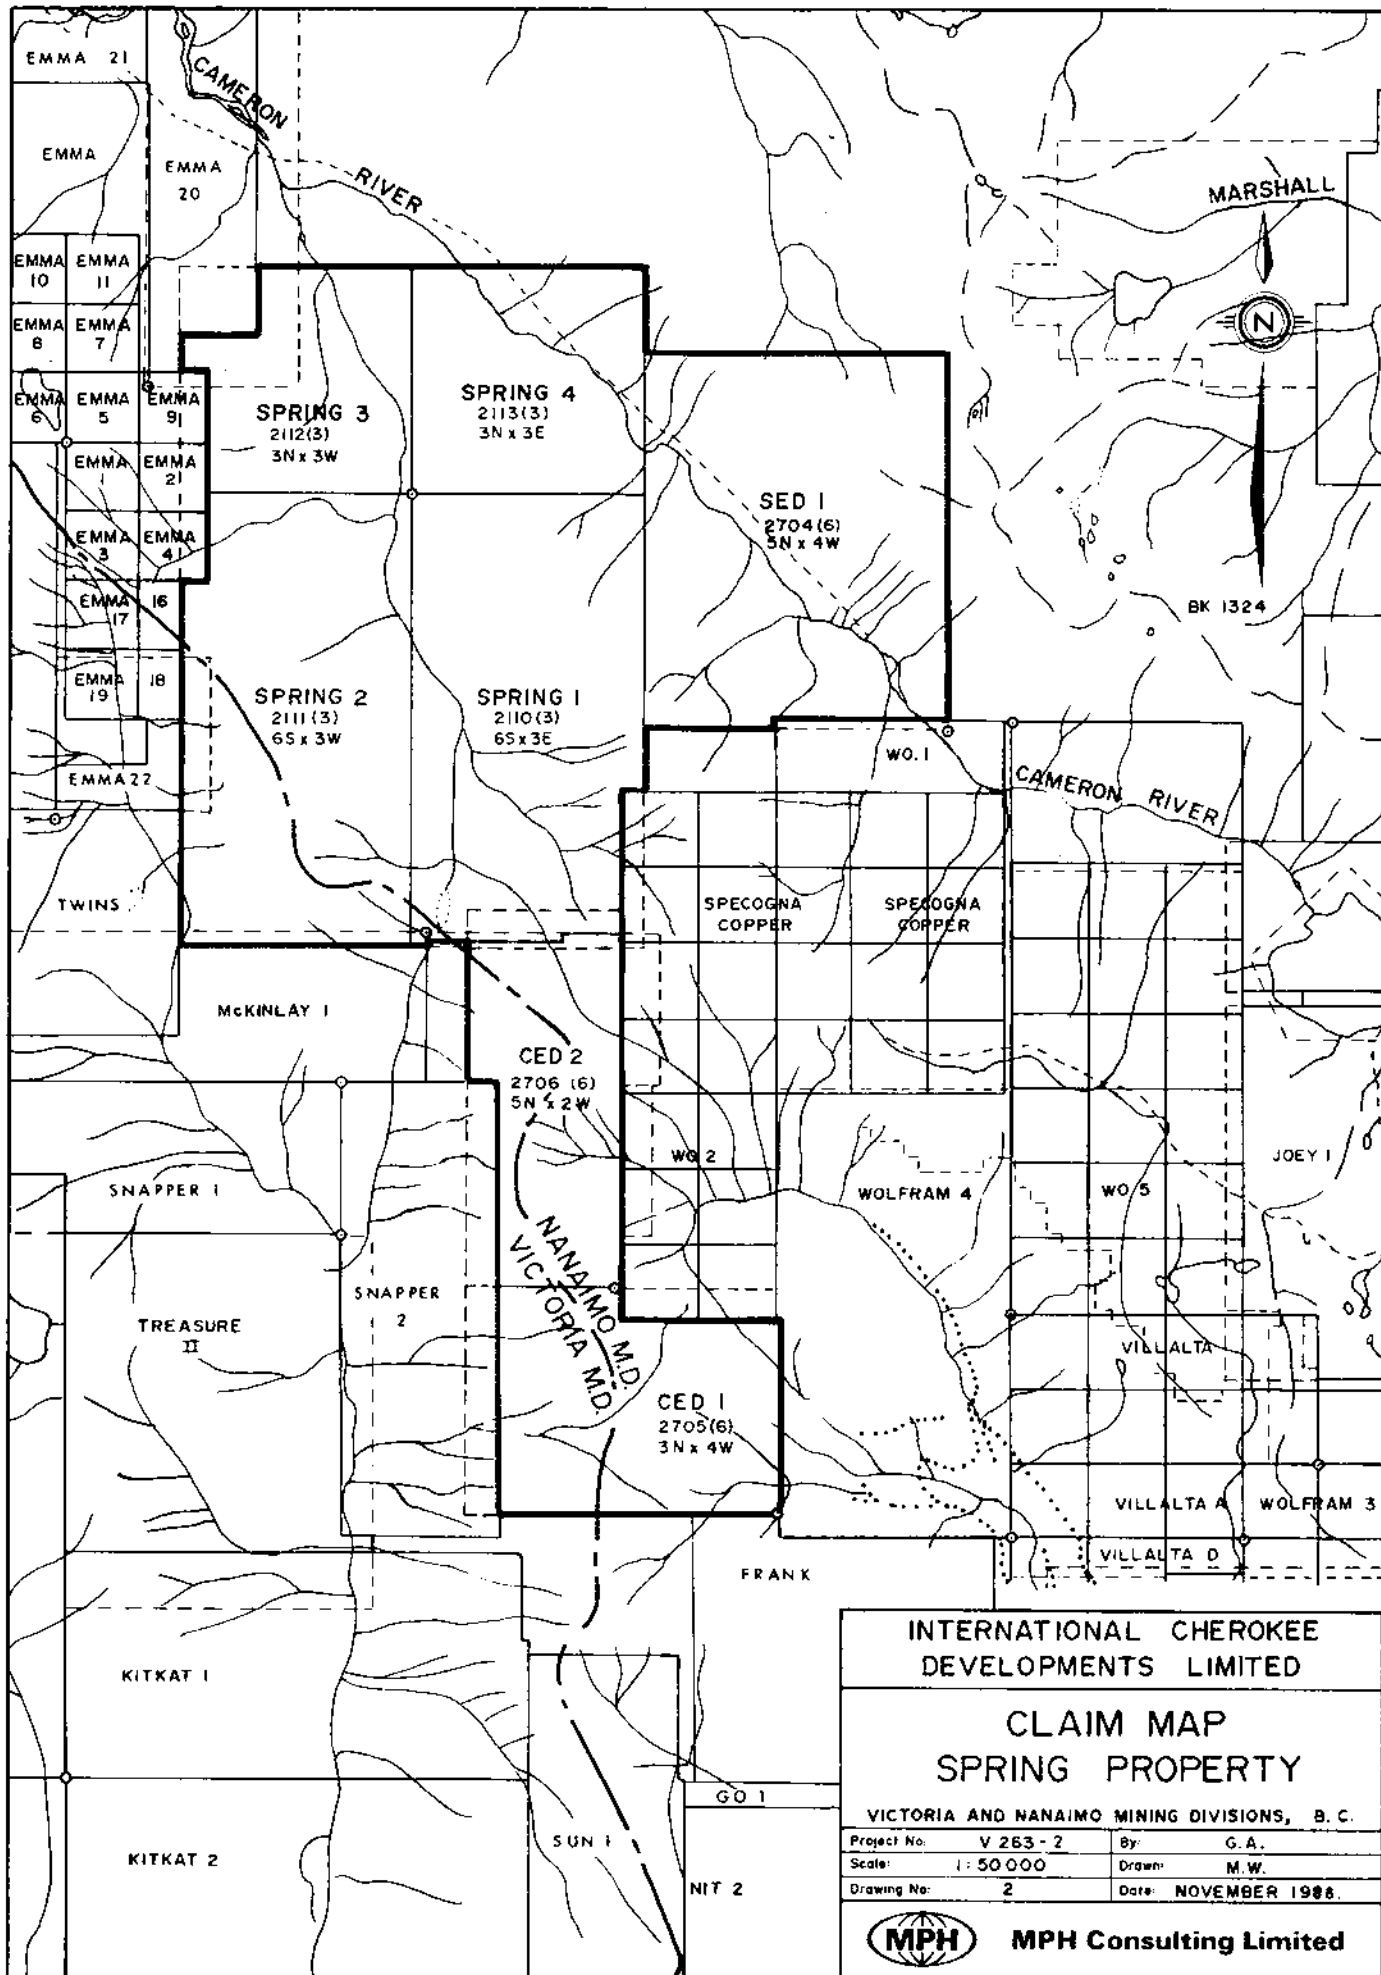 EMMA 21
CAMERON
RIVER
EMMA
EMMA
20
MARSHALL
EMMA
10
EMMA
11
EMMA
8
EMMA
7
N
EMMA
6
EMMA
5
EMMA
9
SPRING 3
2112(3)
3N x 3W
SPRING 4
2113(3)
3N x 3E
EMMA
1
EMMA
2
SED 1
2704(6)
5N x 4W
EMMA
3
EMMA
4
EMMA
17
16
BK 1324
EMMA
19
18
SPRING 2
2111(3)
6S x 3W
SPRING 1
2110(3)
6S x 3E
EMMA 22
WO.1
CAMERON RIVER
TWINS
SPECOGNA
COPPER
SPECOGNA
COPPER
McKINLAY 1
CED 2
2706 (6)
5N x 2W
WO 2
SNAPPER 1
WOLFRAM 4
WO 5
JOEY 1
NANAIMO M.D.
VICTORIA M.D.
SNAPPER
2
TREASURE
II
VILLALTA
CED 1
2705(6)
3N x 4W
VILLALTA A
WOLFRAM 3
VILLALTA D
FRANK
KITKAT 1
GO 1
SUN 1
KITKAT 2
NIT 2
INTERNATIONAL CHEROKEE
DEVELOPMENTS LIMITED
CLAIM MAP
SPRING PROPERTY
VICTORIA AND NANAIMO MINING DIVISIONS, B.C.
Project No: V 263-2 By: G.A.
Scale: 1:50 000 Drawn: M.W.
Drawing No: 2 Date: NOVEMBER 1988.
MPH MPH Consulting Limited